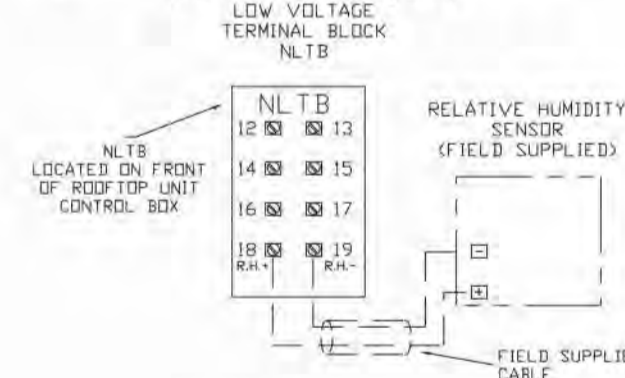 LOW VOLTAGE
TERMINAL BLOCK
NLTB
NLTB
12 13
14 15
16 17
18 19
R.H.+ R.H.-
NLTB
LOCATED ON FRONT
OF ROOFTOP UNIT
CONTROL BOX
RELATIVE HUMIDITY
SENSOR
(FIELD SUPPLIED)
-
+
FIELD SUPPLIE
CABLE